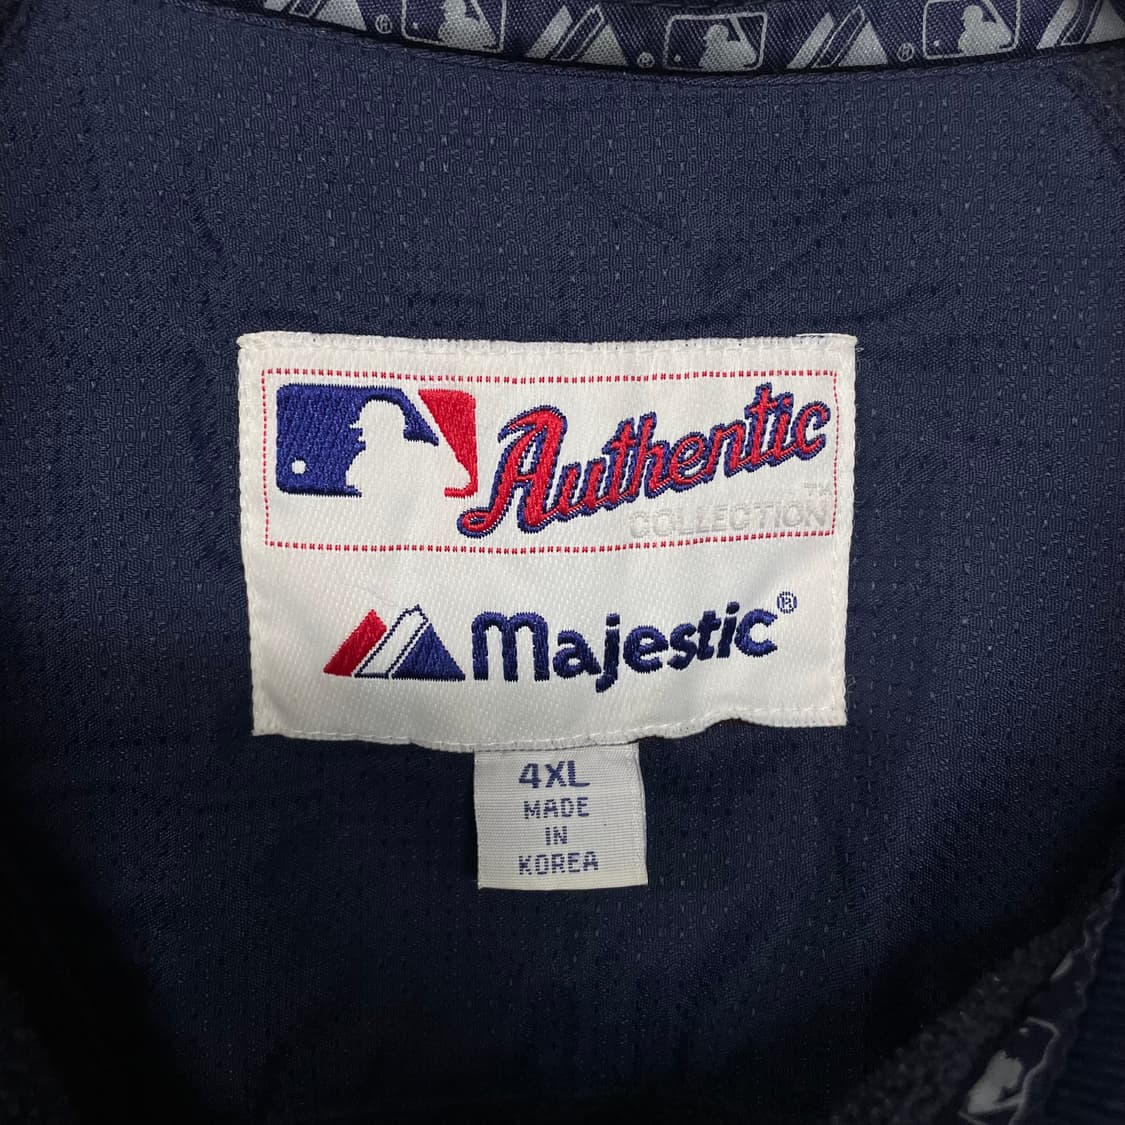 Authentic
TM
COLLECTION
Majestic®
4XL
MADE
IN
KOREA